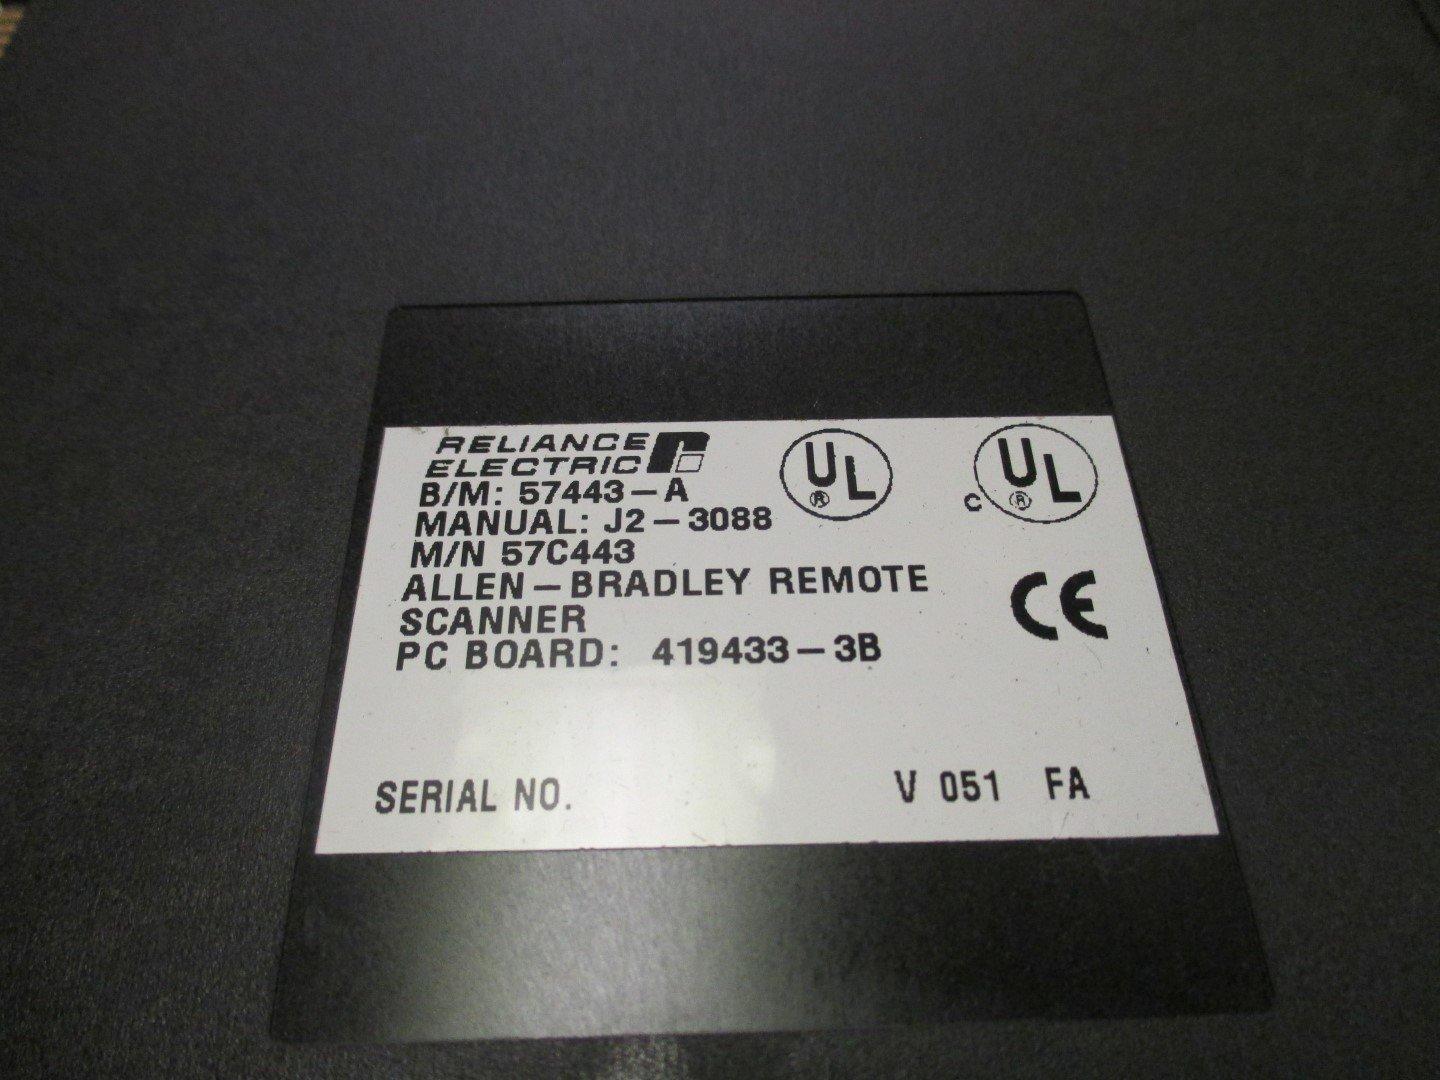 RELIANCE
ELECTRIC
B/M: 57443-A
MANUAL: J2-3088
M/N 57C443
ALLEN-BRADLEY REMOTE
SCANNER
PC BOARD: 419433-3B
UL ®
c UL ®
CE
SERIAL NO. V 051 FA